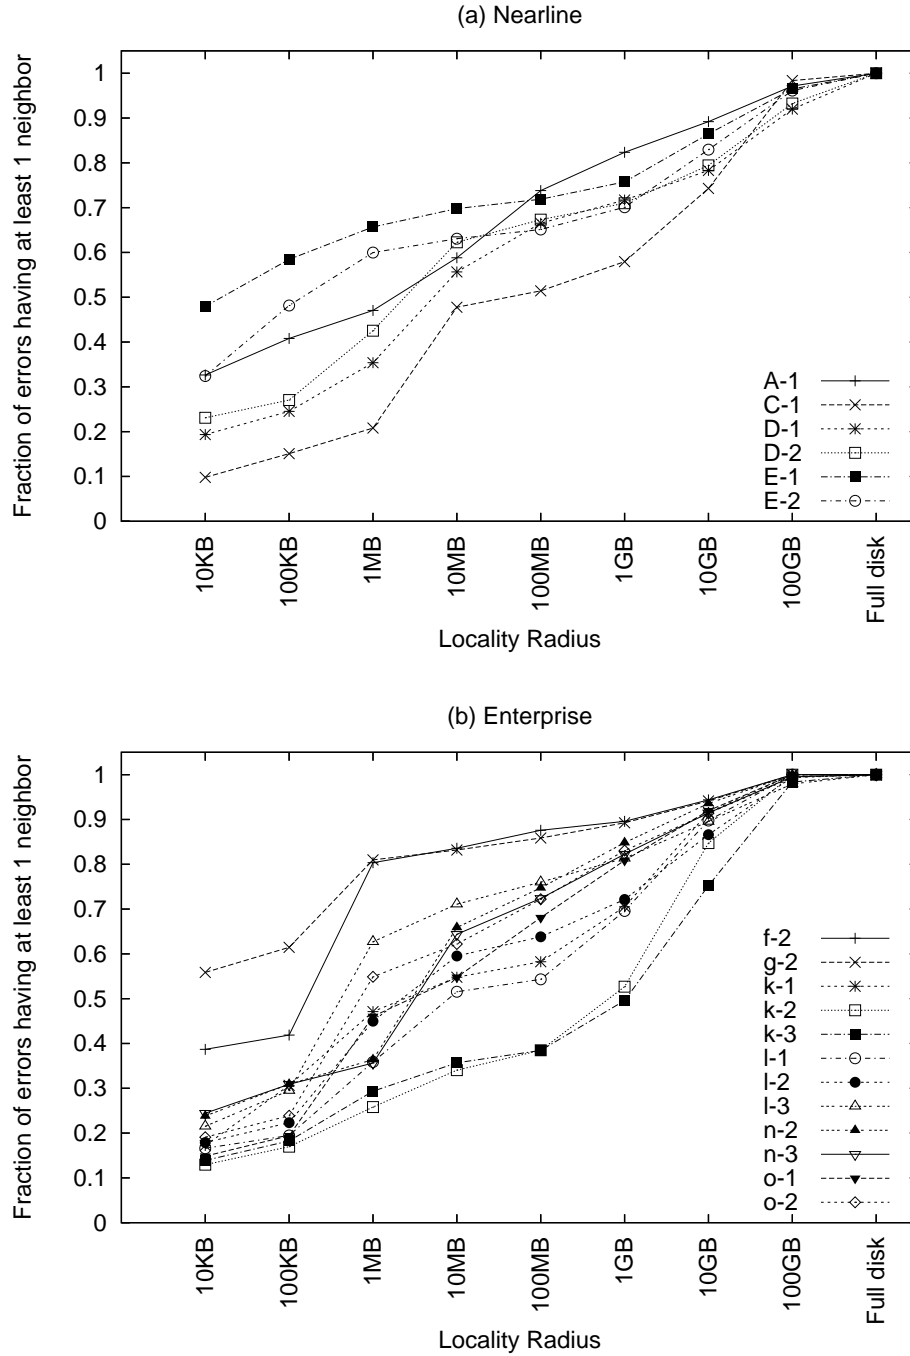 (a) Nearline
Fraction of errors having at least 1 neighbor
1
0.9
0.8
0.7
0.6
0.5
0.4
0.3
0.2
0.1
0
A-1
C-1
D-1
D-2
E-1
E-2
10KB
100KB
1MB
10MB
100MB
1GB
10GB
100GB
Full disk
Locality Radius
(b) Enterprise
Fraction of errors having at least 1 neighbor
1
0.9
0.8
0.7
0.6
0.5
0.4
0.3
0.2
0.1
0
f-2
g-2
k-1
k-2
k-3
l-1
l-2
l-3
n-2
n-3
o-1
o-2
10KB
100KB
1MB
10MB
100MB
1GB
10GB
100GB
Full disk
Locality Radius